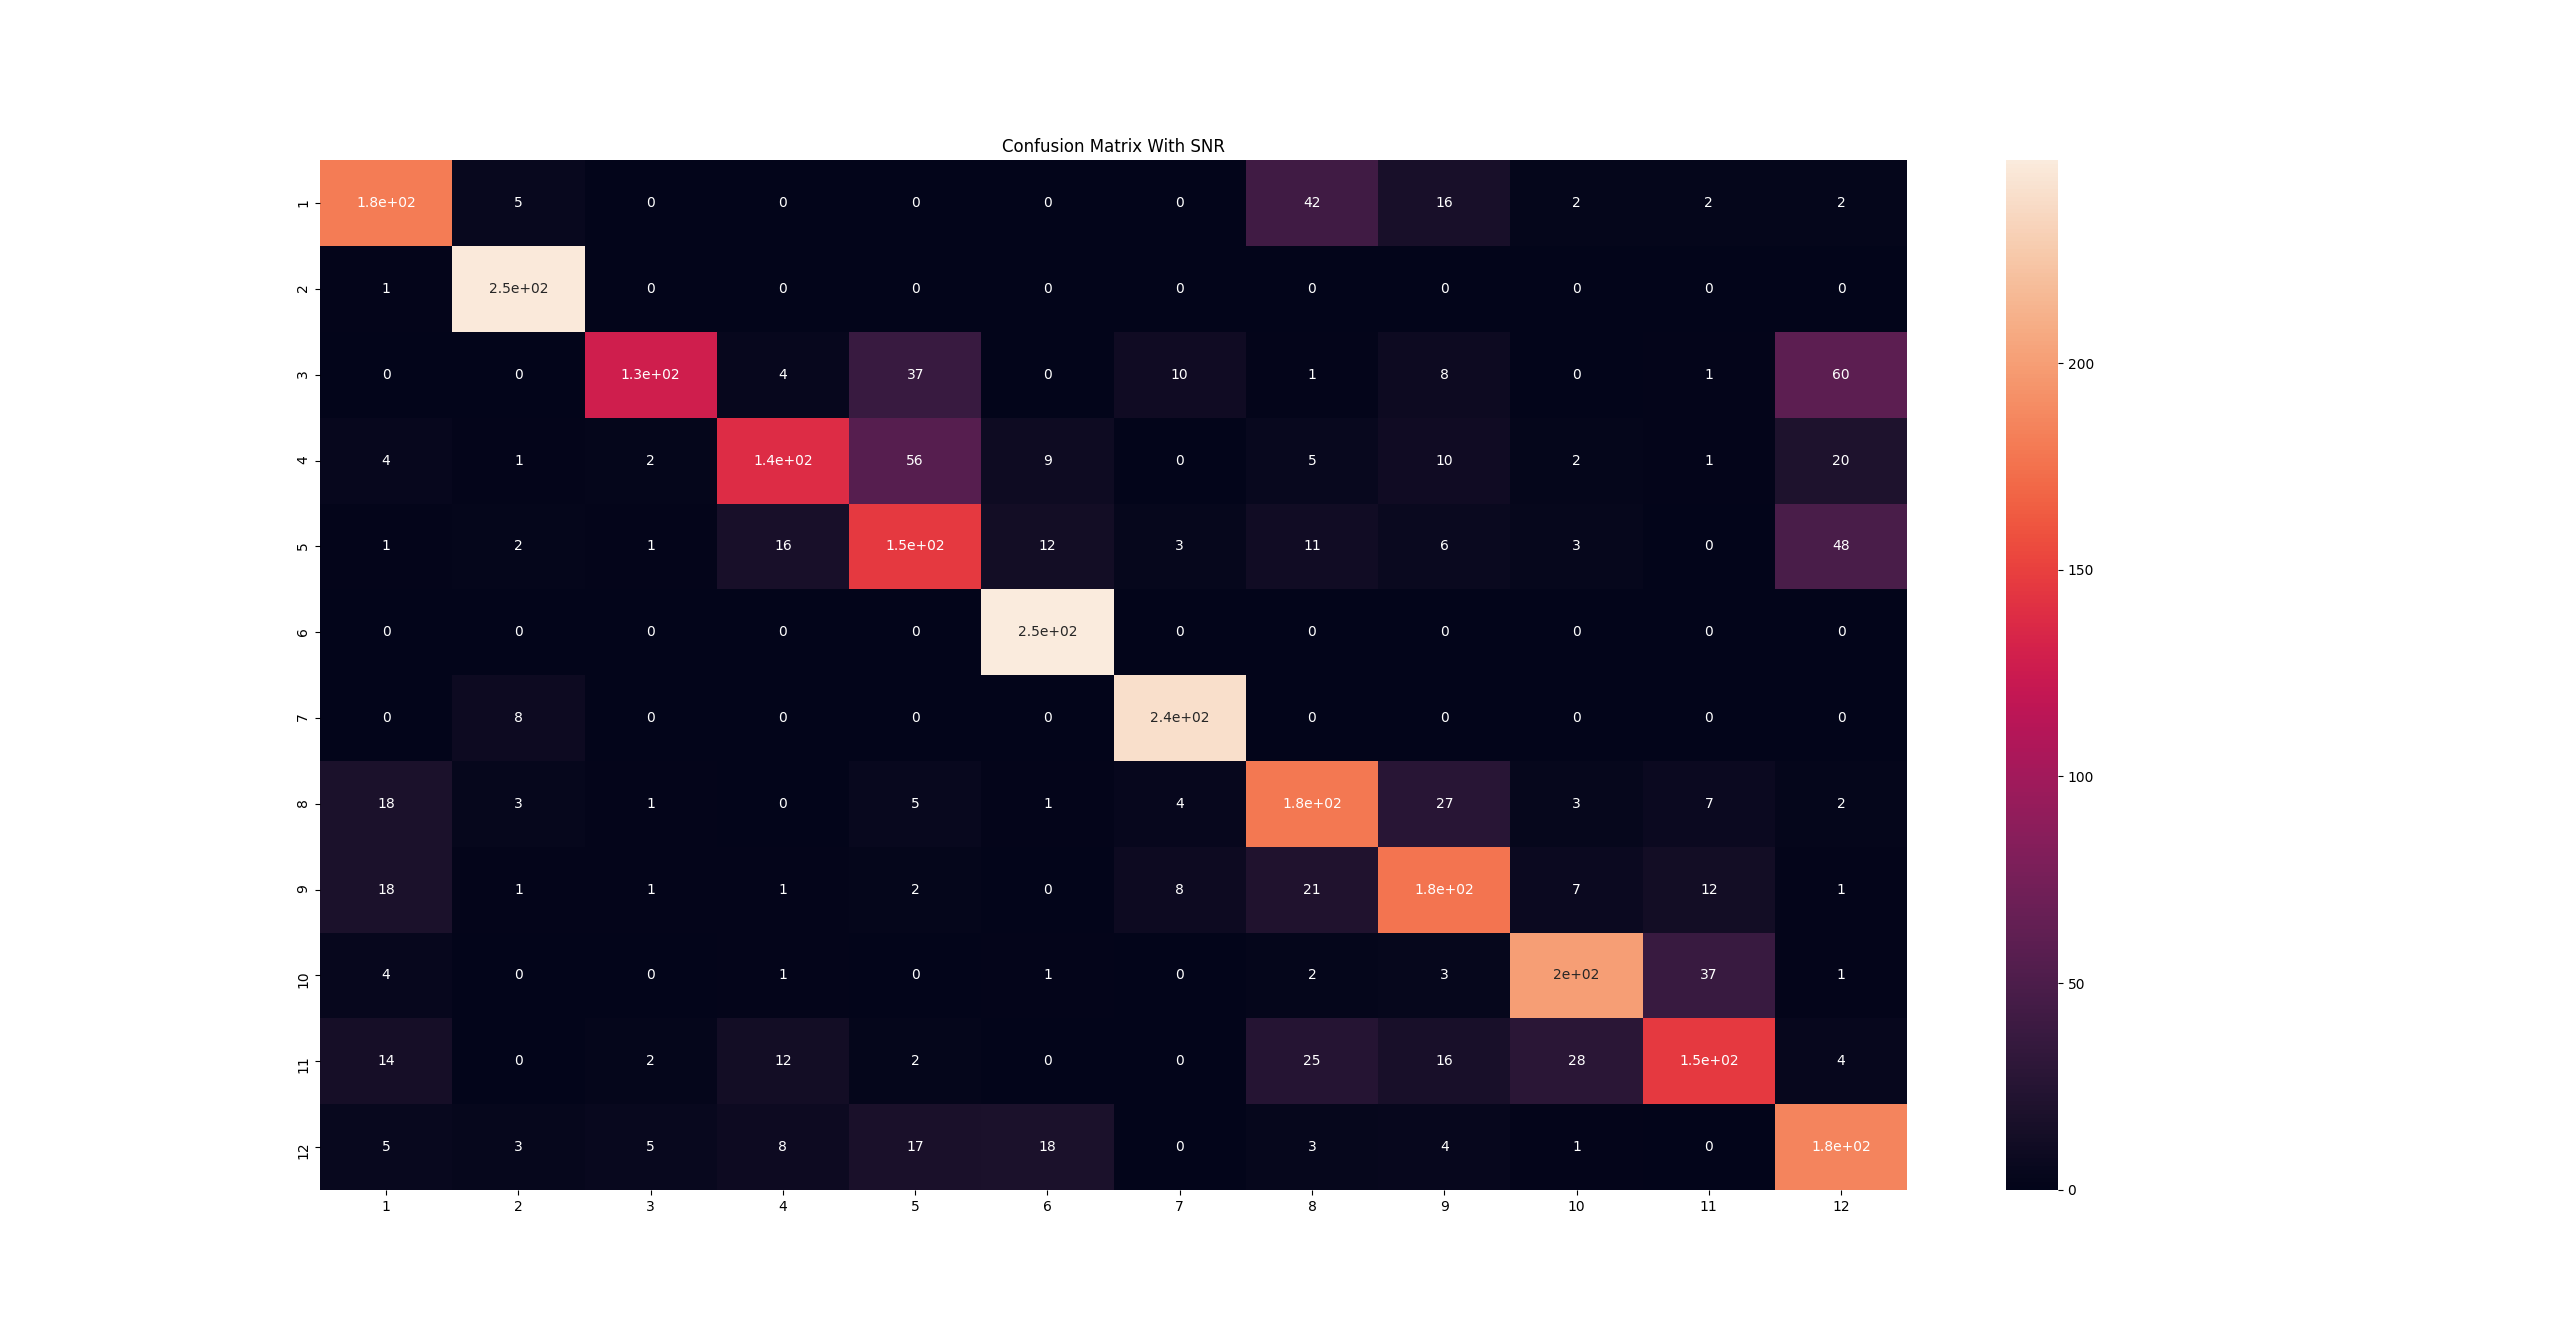 Confusion Matrix With SNR
1 1.8e+02 5 0 0 0 0 0 42 16 2 2 2
2 1 2.5e+02 0 0 0 0 0 0 0 0 0 0
3 0 0 1.3e+02 4 37 0 10 1 8 0 1 60
4 4 1 2 1.4e+02 56 9 0 5 10 2 1 20
5 1 2 1 16 1.5e+02 12 3 11 6 3 0 48
6 0 0 0 0 0 2.5e+02 0 0 0 0 0 0
7 0 8 0 0 0 0 2.4e+02 0 0 0 0 0
8 18 3 1 0 5 1 4 1.8e+02 27 3 7 2
9 18 1 1 1 2 0 8 21 1.8e+02 7 12 1
10 4 0 0 1 0 1 0 2 3 2e+02 37 1
11 14 0 2 12 2 0 0 25 16 28 1.5e+02 4
12 5 3 5 8 17 18 0 3 4 1 0 1.8e+02
1 2 3 4 5 6 7 8 9 10 11 12
200
150
100
50
0